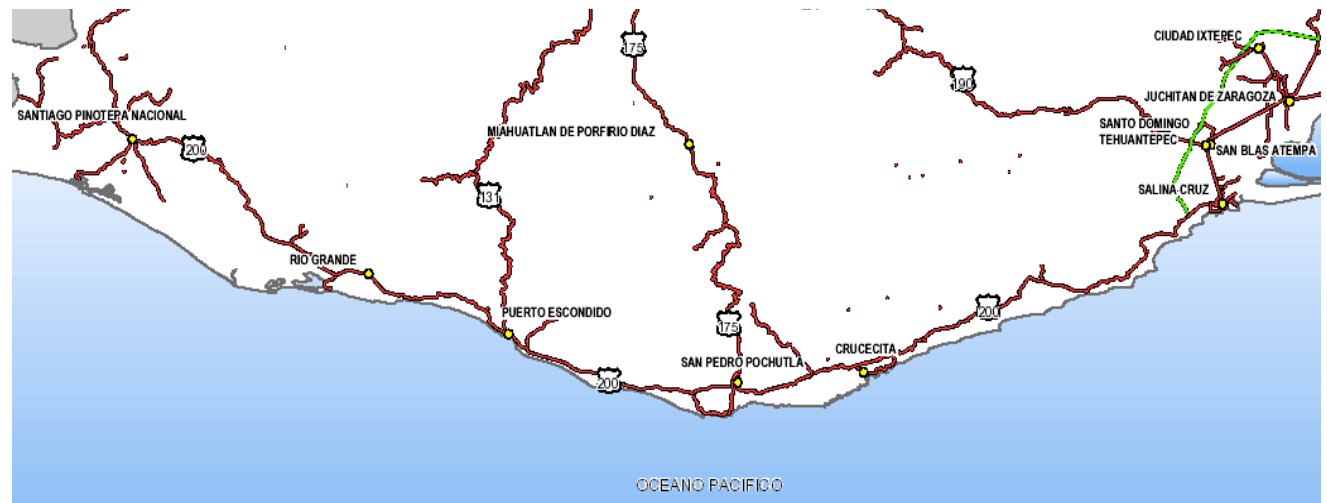 175
CIUDAD IXTEPEC
190
JUCHITAN DE ZARAGOZA
SANTIAGO PINOTEPA NACIONAL
SANTO DOMINGO
TEHUANTEPEC
MIAHUATLAN DE PORFIRIO DIAZ
200
SAN BLAS ATEMPA
131
SALINA CRUZ
RIO GRANDE
PUERTO ESCONDIDO
200
175
CRUCECITA
SAN PEDRO POCHUTLA
200
OCEANO PACIFICO